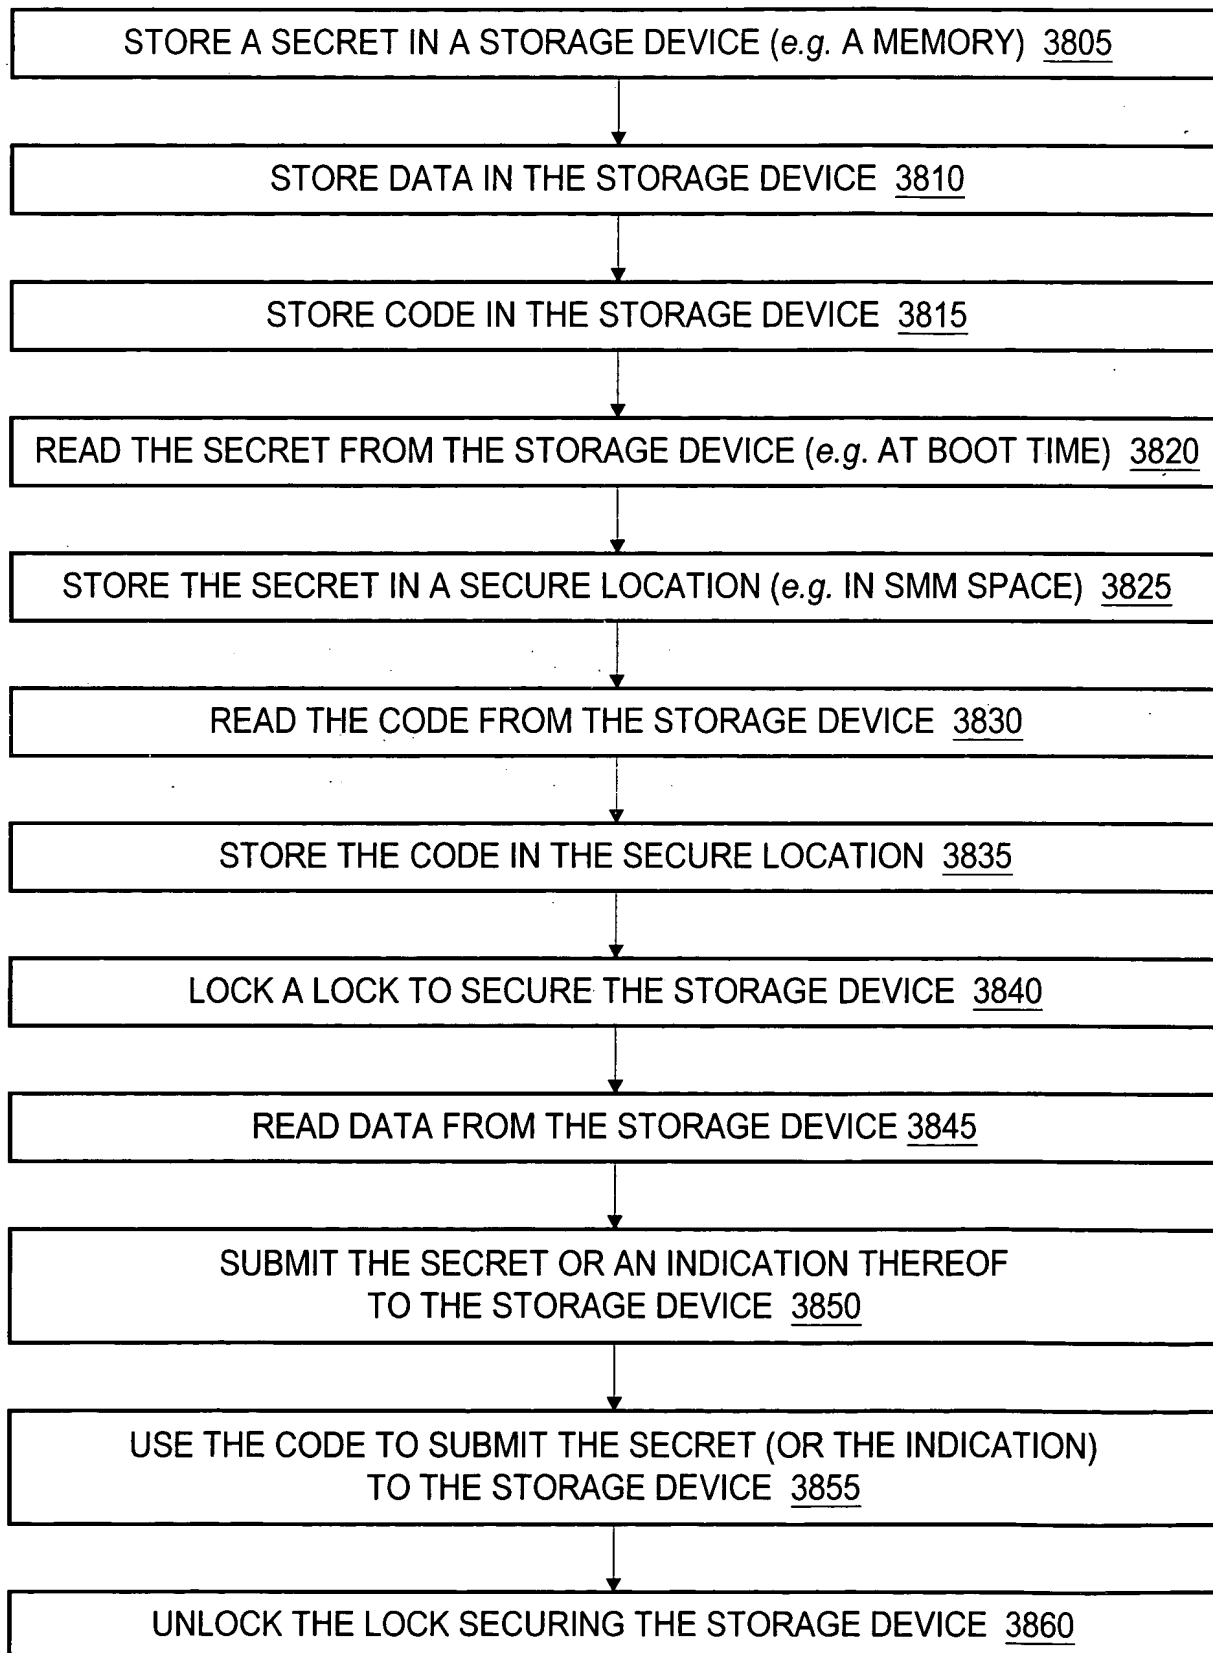 STORE A SECRET IN A STORAGE DEVICE (e.g. A MEMORY) 3805
STORE DATA IN THE STORAGE DEVICE 3810
STORE CODE IN THE STORAGE DEVICE 3815
READ THE SECRET FROM THE STORAGE DEVICE (e.g. AT BOOT TIME) 3820
STORE THE SECRET IN A SECURE LOCATION (e.g. IN SMM SPACE) 3825
READ THE CODE FROM THE STORAGE DEVICE 3830
STORE THE CODE IN THE SECURE LOCATION 3835
LOCK A LOCK TO SECURE THE STORAGE DEVICE 3840
READ DATA FROM THE STORAGE DEVICE 3845
SUBMIT THE SECRET OR AN INDICATION THEREOF
TO THE STORAGE DEVICE 3850
USE THE CODE TO SUBMIT THE SECRET (OR THE INDICATION)
TO THE STORAGE DEVICE 3855
UNLOCK THE LOCK SECURING THE STORAGE DEVICE 3860